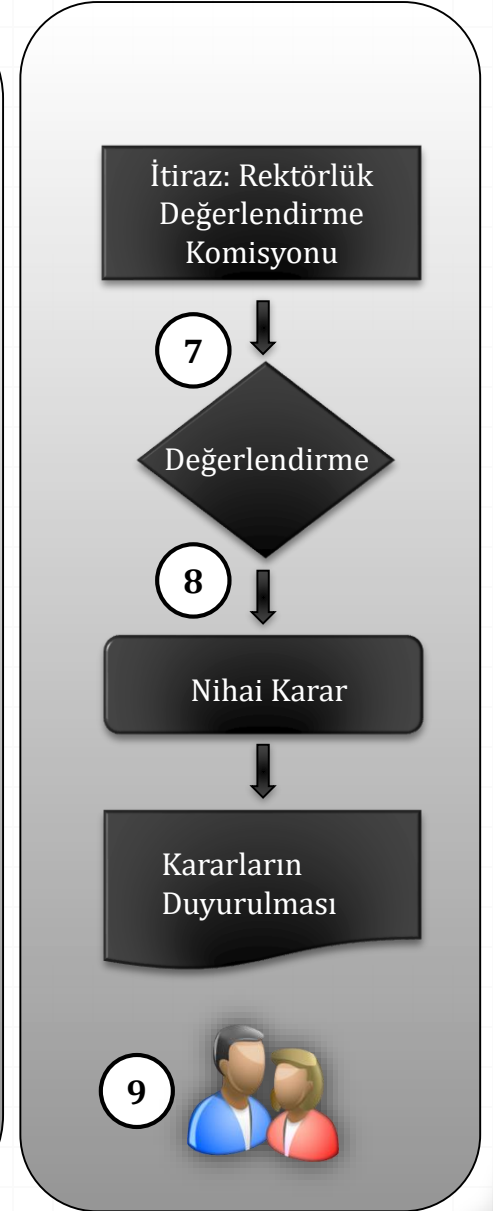 İtiraz: Rektörlük
Değerlendirme
Komisyonu
7
Değerlendirme
8
Nihai Karar
Kararların
Duyurulması
9